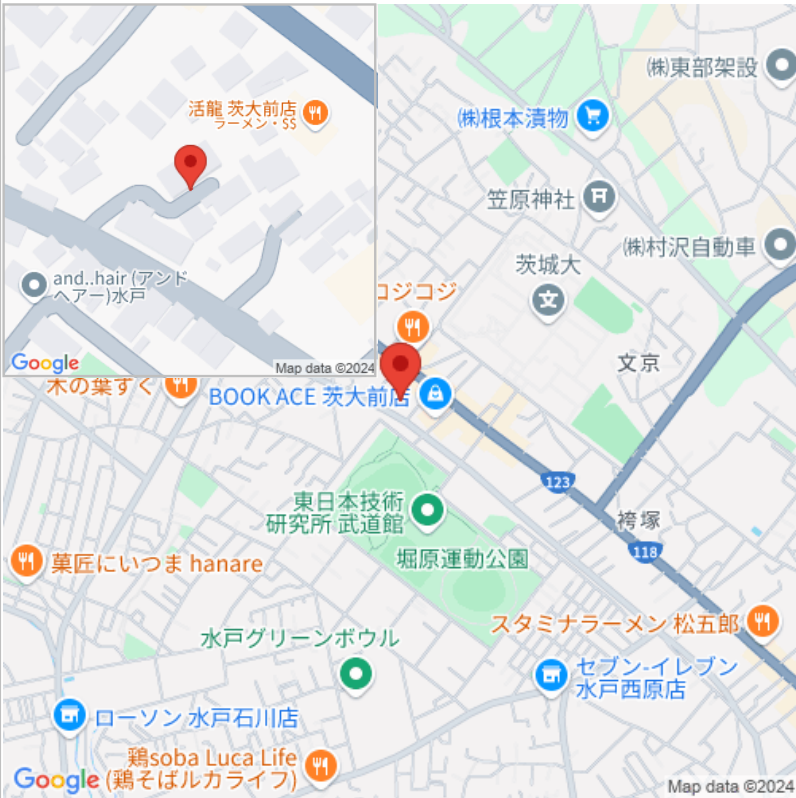 活龍 茨大前店
ラーメン・$$
and..hair (アンド
ヘアー)水戸
Google
Map data ©2024
㈱東部架設
㈱根本漬物
笠原神社
㈱村沢自動車
茨城大
コジコジ
文京
木の葉ずく
BOOK ACE 茨大前店
123
東日本技術
研究所 武道館
袴塚
118
堀原運動公園
菓匠にいつま hanare
スタミナラーメン 松五郎
水戸グリーンボウル
セブン-イレブン
水戸西原店
ローソン 水戸石川店
鶏soba Luca Life
(鶏そばルカライフ)
Google
Map data ©2024